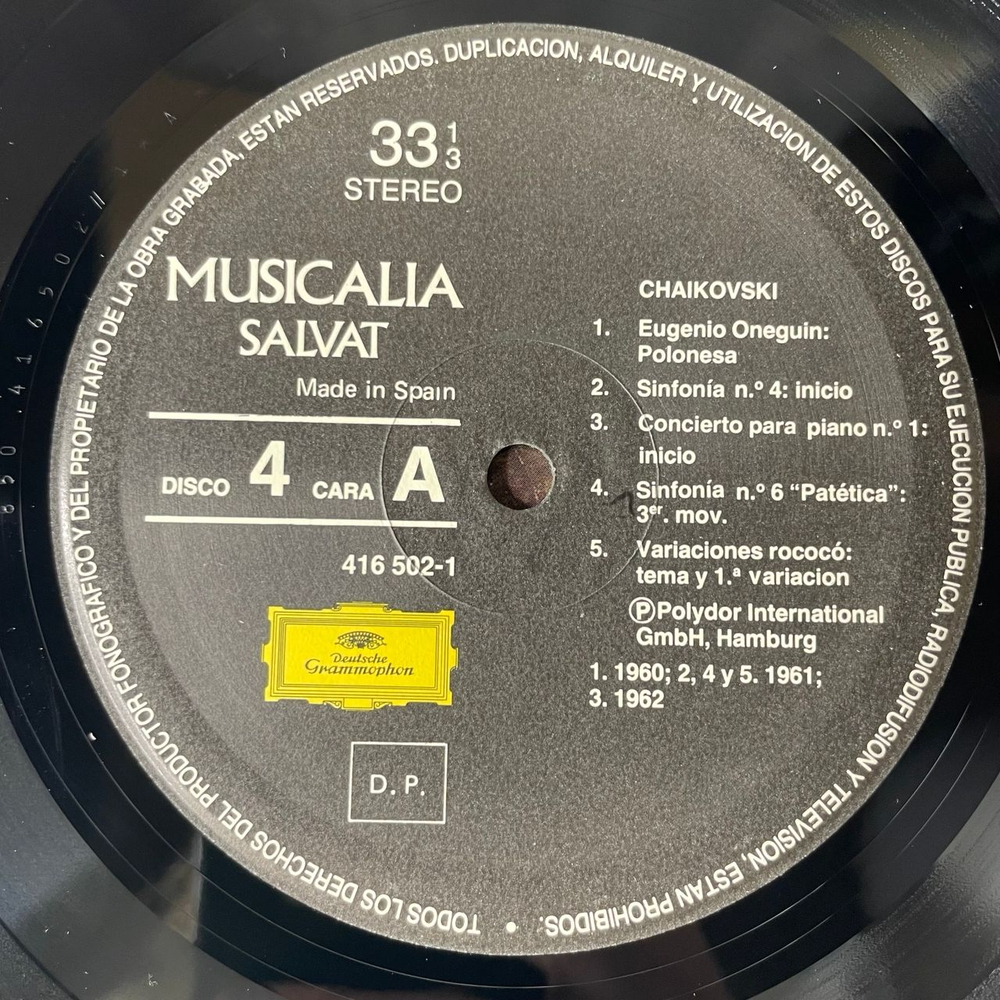 TODOS LOS DERECHOS DEL PRODUCTOR FONOGRAFICO Y DEL PROPIETARIO DE LA OBRA GRABADA, ESTAN RESERVADOS. DUPLICACION, ALQUILER Y UTILIZACION DE ESTOS DISCOS PARA SU EJECUCION PUBLICA, RADIODIFUSION Y TELEVISION, ESTAN PROHIBIDOS. •
33 1/3
STEREO
MUSICALIA
SALVAT
Made in Spain
DISCO 4 CARA A
416 502-1
Deutsche
Grammophon
D. P.
CHAIKOVSKI
1. Eugenio Oneguin:
Polonesa
2. Sinfonía n.º 4: inicio
3. Concierto para piano n.º 1:
inicio
4. Sinfonía n.º 6 “Patética”:
3er. mov.
5. Variaciones rococó:
tema y 1.ª variacion
Ⓟ Polydor International
GmbH, Hamburg
1. 1960; 2, 4 y 5. 1961;
3. 1962